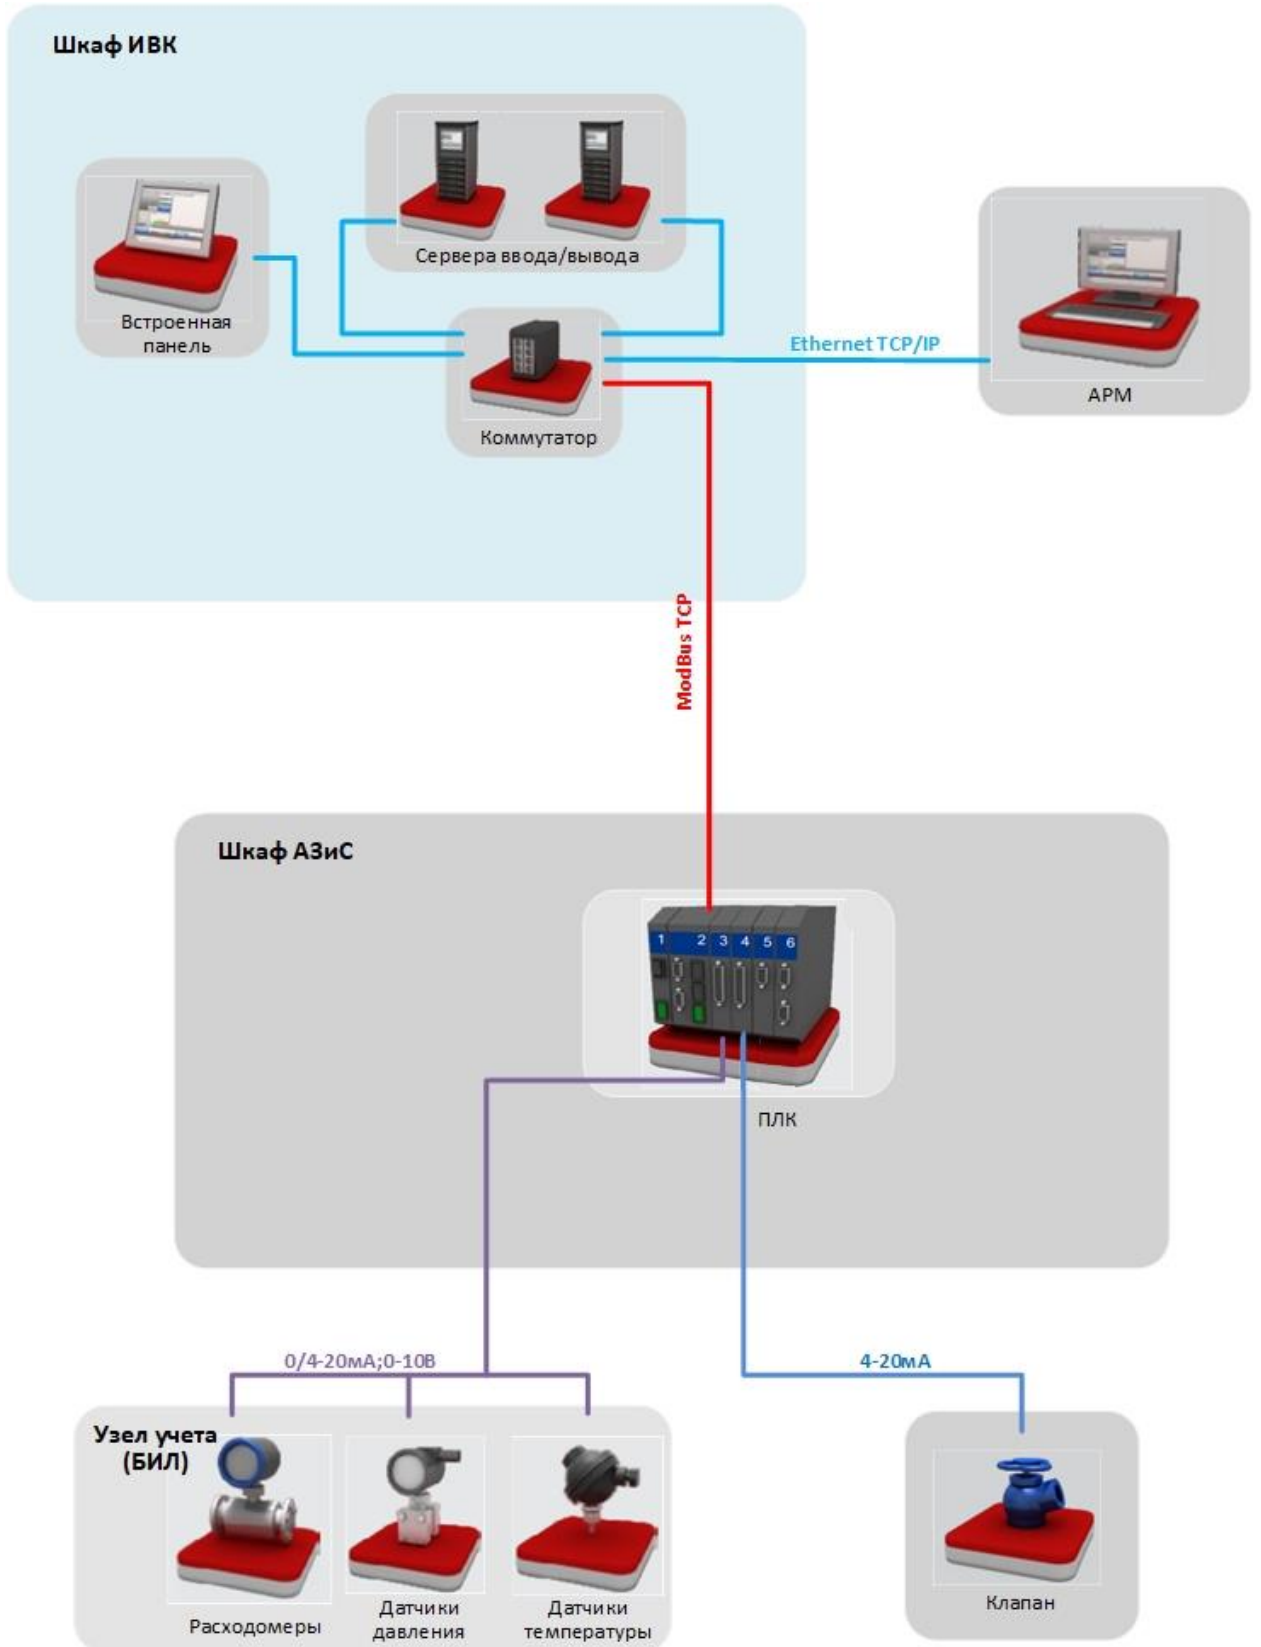 Шкаф ИВК
Сервера ввода/вывода
Встроенная
панель
Ethernet TCP/IP
АРМ
Коммутатор
ModBus TCP
Шкаф АЗиС
1 2 3 4 5 6
ПЛК
0/4-20мА;0-10В
4-20мА
Узел учета
(БИЛ)
Расходомеры
Датчики
давления
Датчики
температуры
Клапан